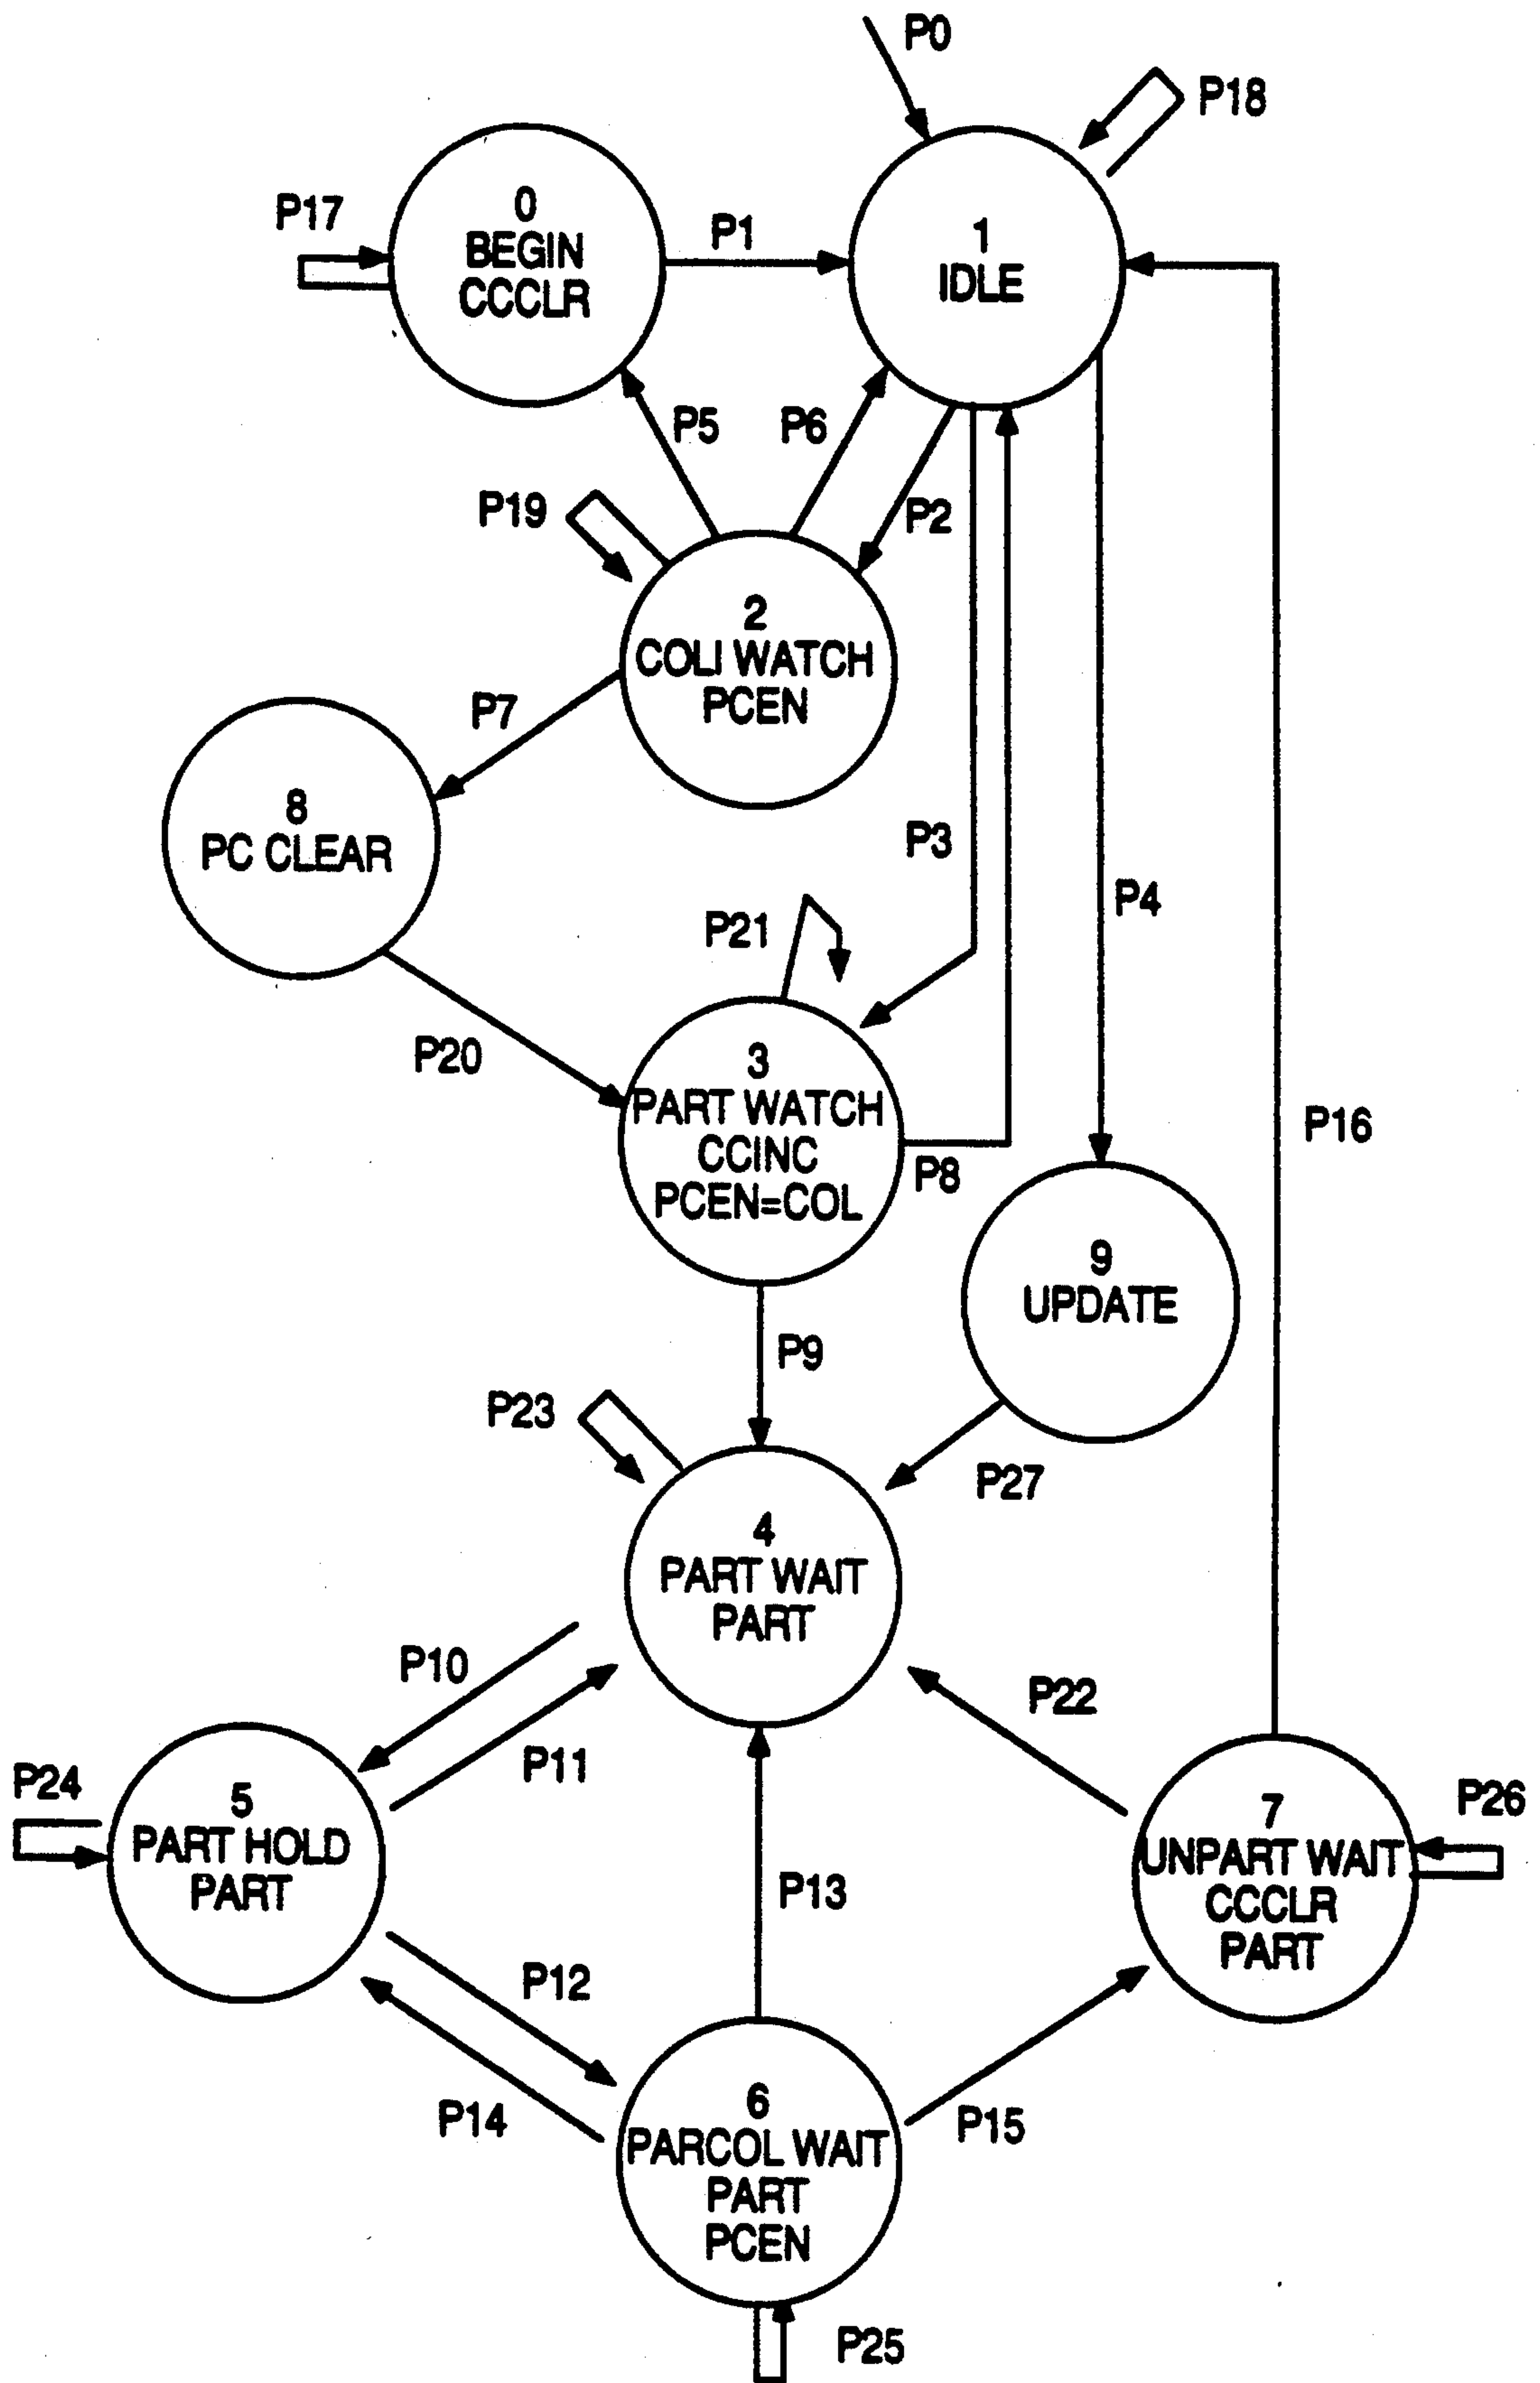 P0
P18
P17
0
BEGIN
CCCLR
P1
1
IDLE
P5
P6
P19
P2
2
COLI WATCH
PCEN
P7
8
PC CLEAR
P3
P4
P21
P20
3
PART WATCH
CCINC
PCEN=COL
P8
P16
9
UPDATE
P9
P23
P27
4
PART WAIT
PART
P10
P22
P11
P24
5
PART HOLD
PART
P26
7
UNPART WAIT
CCCLR
PART
P13
P12
P14
P15
6
PARCOL WAIT
PART
PCEN
P25